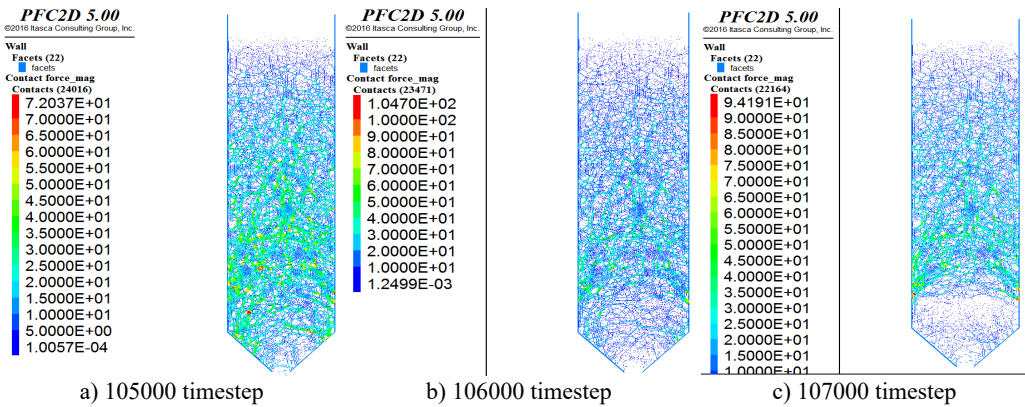 PFC2D 5.00
©2016 Itasca Consulting Group, Inc.
Wall
Facets (22)
facets
Contact force_mag
Contacts (24016)
7.2037E+01
7.0000E+01
6.5000E+01
6.0000E+01
5.5000E+01
5.0000E+01
4.5000E+01
4.0000E+01
3.5000E+01
3.0000E+01
2.5000E+01
2.0000E+01
1.5000E+01
1.0000E+01
5.0000E+00
1.0057E-04
a) 105000 timestep
PFC2D 5.00
©2016 Itasca Consulting Group, Inc.
Wall
Facets (22)
facets
Contact force_mag
Contacts (23471)
1.0470E+02
1.0000E+02
9.0000E+01
8.0000E+01
7.0000E+01
6.0000E+01
5.0000E+01
4.0000E+01
3.0000E+01
2.0000E+01
1.0000E+01
1.2499E-03
b) 106000 timestep
PFC2D 5.00
©2016 Itasca Consulting Group, Inc.
Wall
Facets (22)
facets
Contact force_mag
Contacts (22164)
9.4191E+01
9.0000E+01
8.5000E+01
8.0000E+01
7.5000E+01
7.0000E+01
6.5000E+01
6.0000E+01
5.5000E+01
5.0000E+01
4.5000E+01
4.0000E+01
3.5000E+01
3.0000E+01
2.5000E+01
2.0000E+01
1.5000E+01
1.0000E+01
c) 107000 timestep